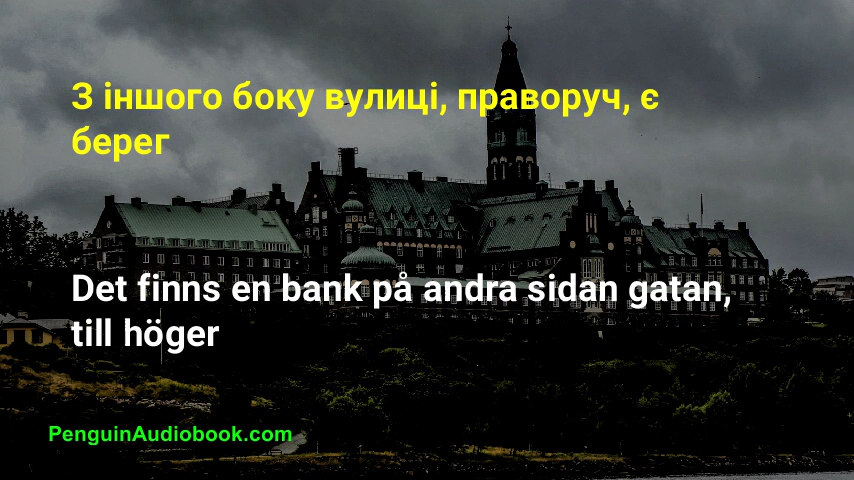 З іншого боку вулиці, праворуч, є
берег
Det finns en bank på andra sidan gatan,
till höger
PenguinAudiobook.com